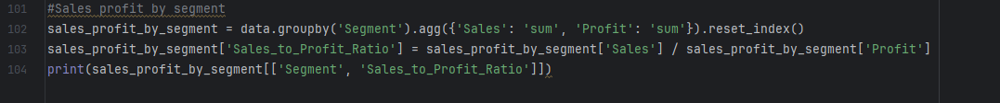 101 #Sales profit by segment
102 sales_profit_by_segment = data.groupby('Segment').agg({'Sales': 'sum', 'Profit': 'sum'}).reset_index()
103 sales_profit_by_segment['Sales_to_Profit_Ratio'] = sales_profit_by_segment['Sales'] / sales_profit_by_segment['Profit']
104 print(sales_profit_by_segment[['Segment', 'Sales_to_Profit_Ratio']])